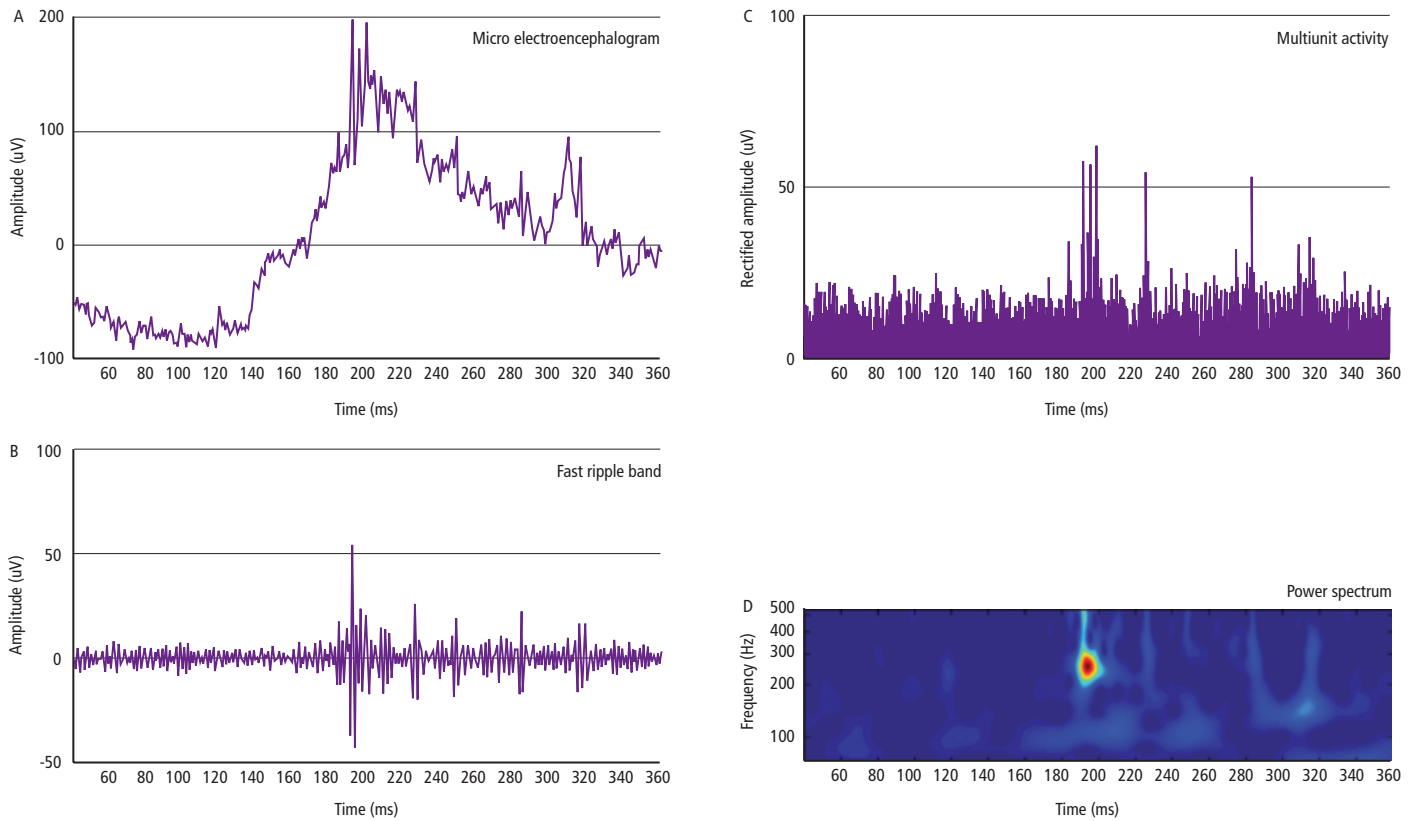 A
Micro electroencephalogram
Amplitude (uV)
200
100
0
-100
60 80 100 120 140 160 180 200 220 240 260 280 300 320 340 360
Time (ms)
B
Fast ripple band
Amplitude (uV)
100
50
0
-50
60 80 100 120 140 160 180 200 220 240 260 280 300 320 340 360
Time (ms)
C
Multiunit activity
Rectified amplitude (uV)
100
50
0
60 80 100 120 140 160 180 200 220 240 260 280 300 320 340 360
Time (ms)
Power spectrum
D
Frequency (Hz)
500
400
300
200
100
60 80 100 120 140 160 180 200 220 240 260 280 300 320 340 360
Time (ms)